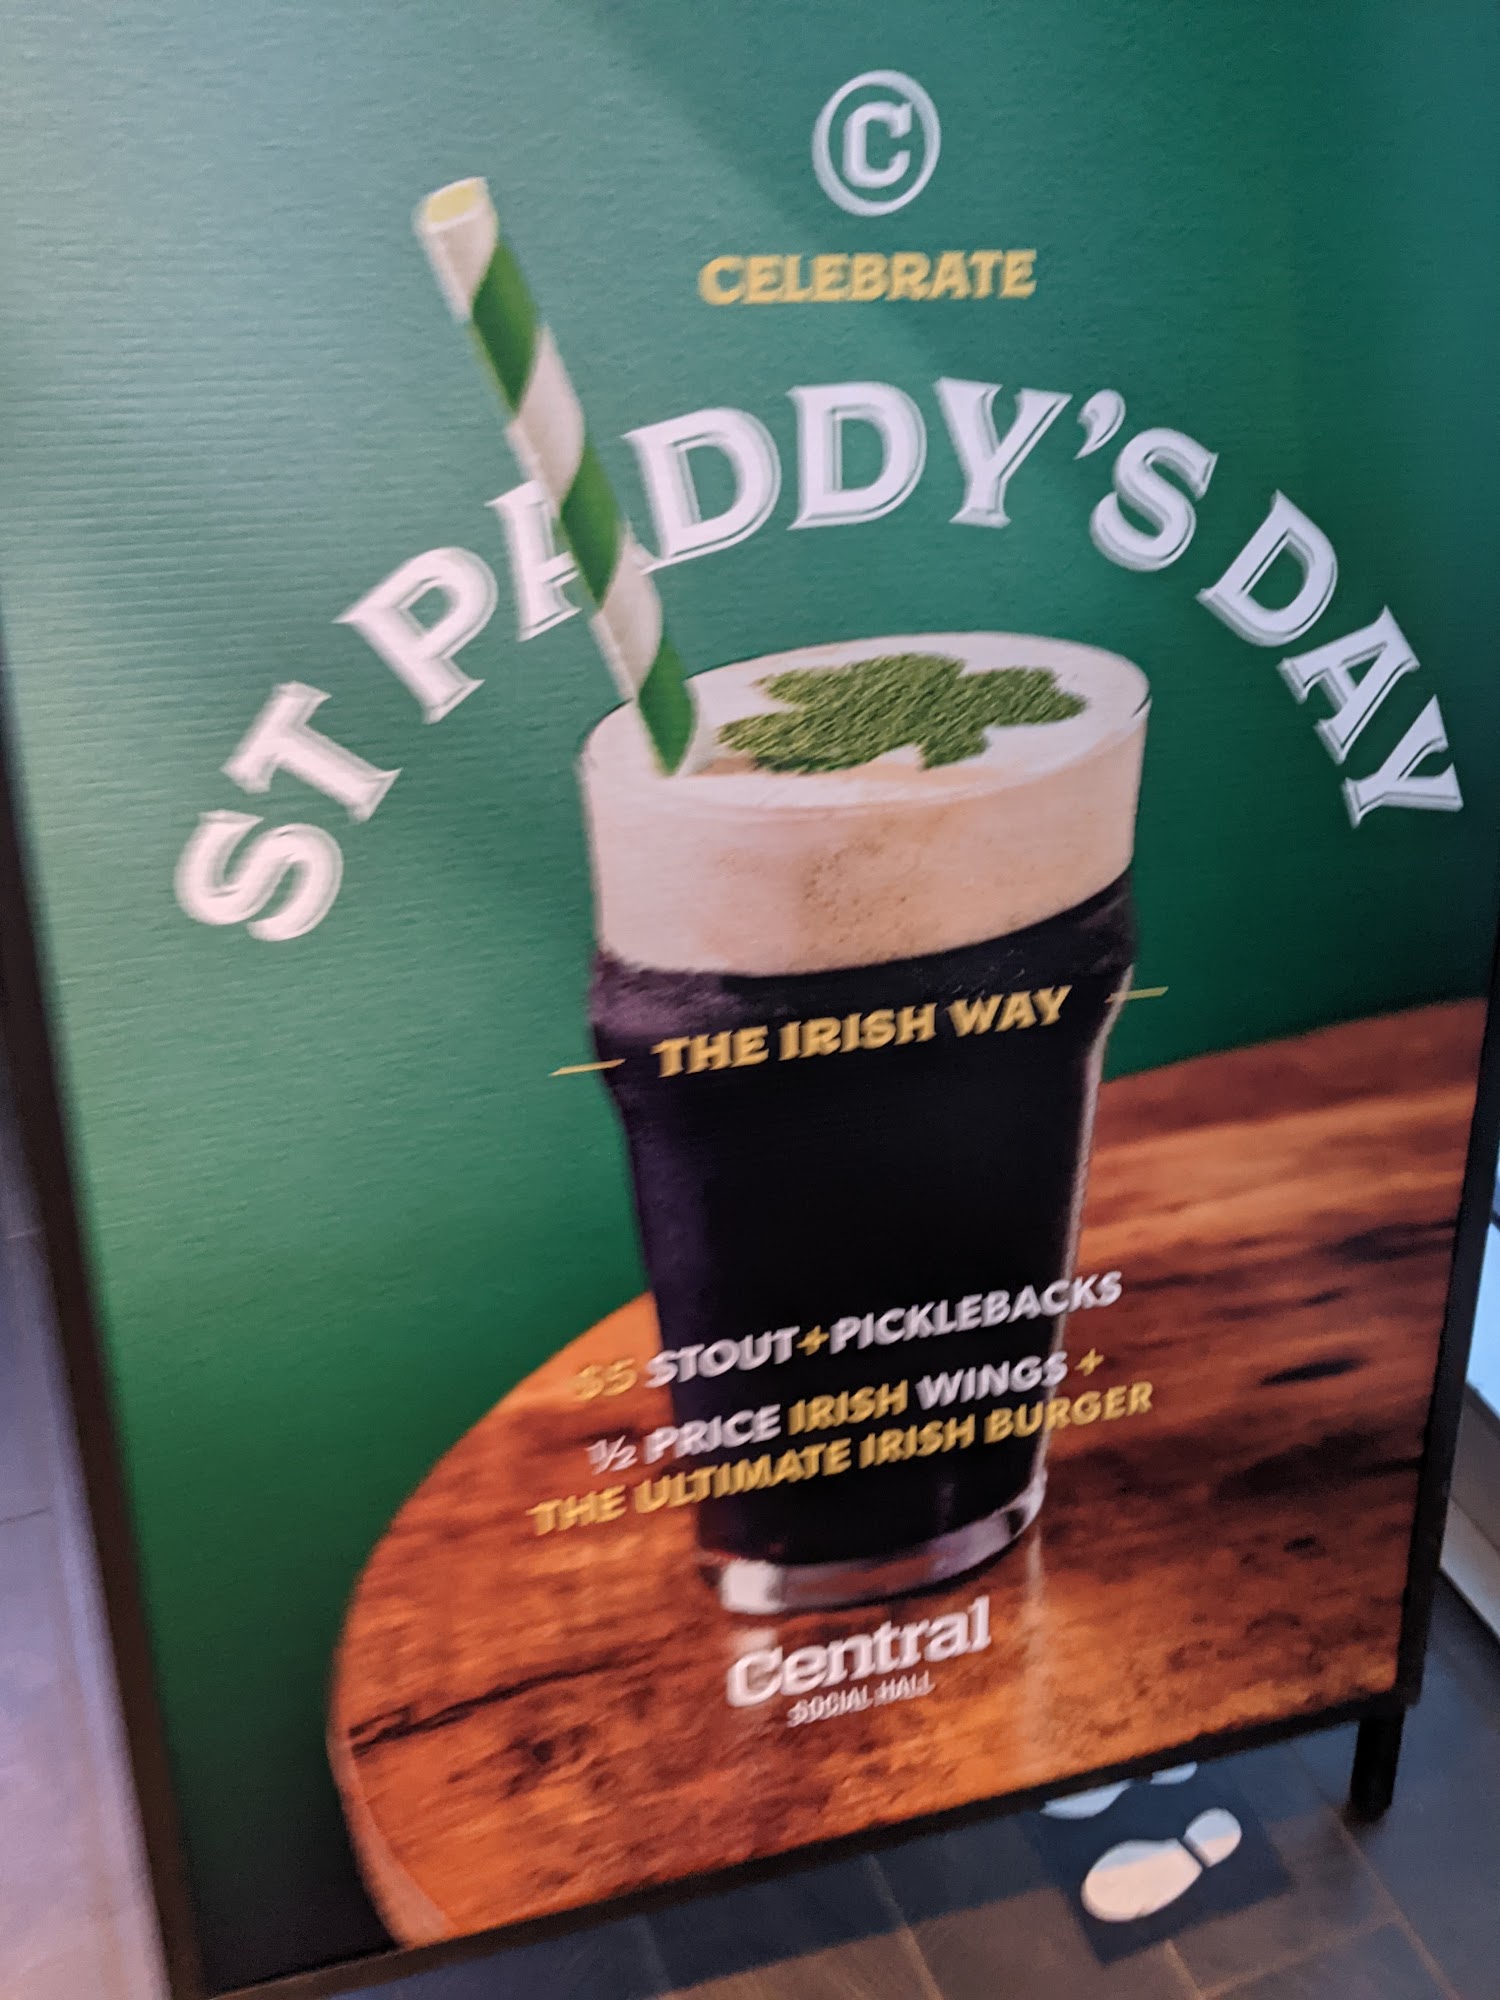 C
CELEBRATE
ST PADDY'S DAY
THE IRISH WAY
$5 STOUT + PICKLEBACKS
½ PRICE IRISH WINGS +
THE ULTIMATE IRISH BURGER
Central
SOCIAL HALL